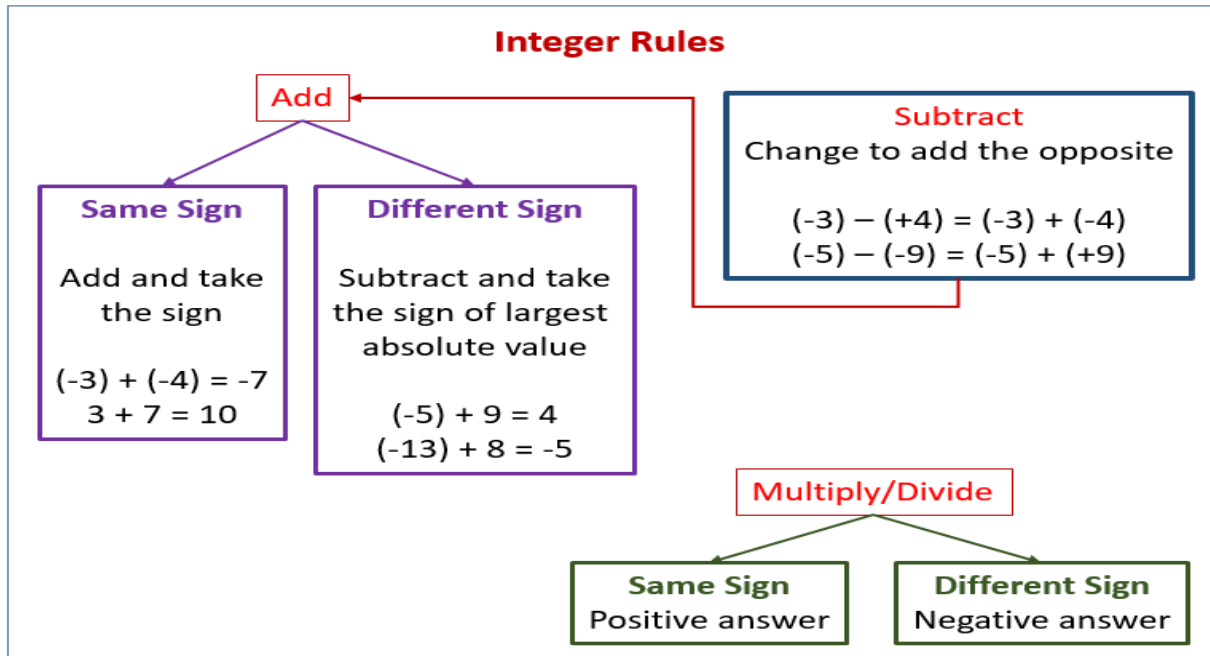 Integer Rules
Add
Same Sign
Add and take
the sign
(-3) + (-4) = -7
3 + 7 = 10
Different Sign
Subtract and take
the sign of largest
absolute value
(-5) + 9 = 4
(-13) + 8 = -5
Subtract
Change to add the opposite
(-3) – (+4) = (-3) + (-4)
(-5) – (-9) = (-5) + (+9)
Multiply/Divide
Same Sign
Positive answer
Different Sign
Negative answer